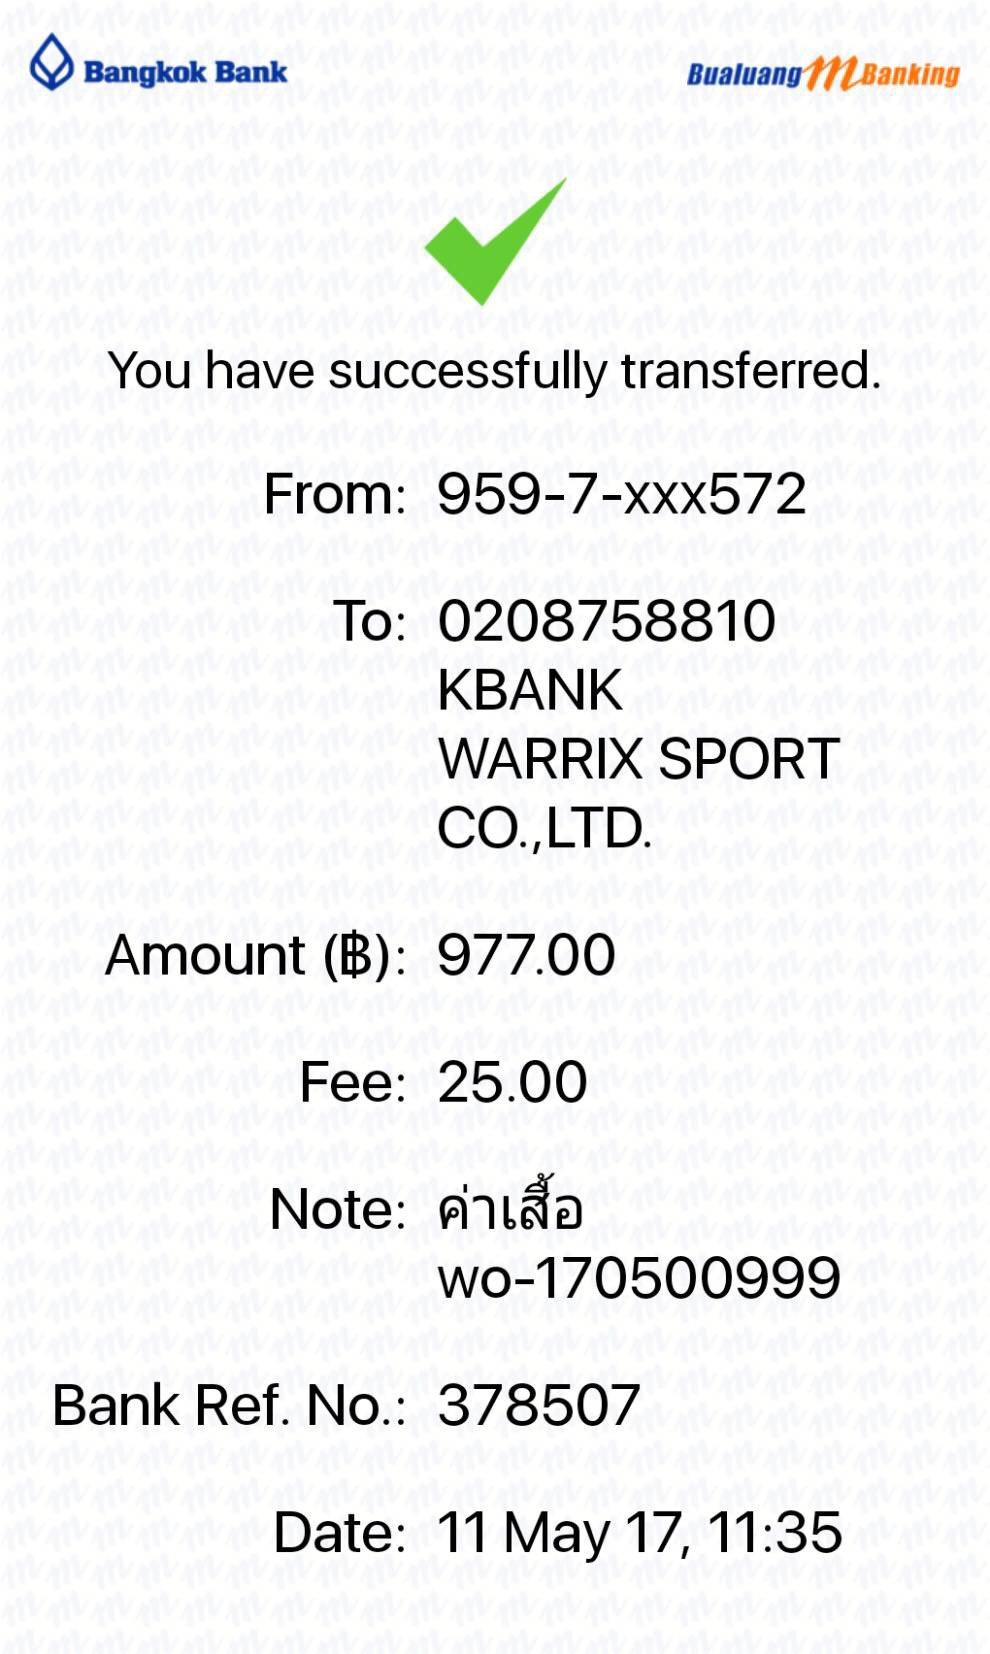 Bangkok Bank
Bualuang mBanking
You have successfully transferred.
From: 959-7-xxx572
To: 0208758810
KBANK
WARRIX SPORT
CO.,LTD.
Amount (฿): 977.00
Fee: 25.00
Note: ค่าเสื้อ
wo-170500999
Bank Ref. No.: 378507
Date: 11 May 17, 11:35